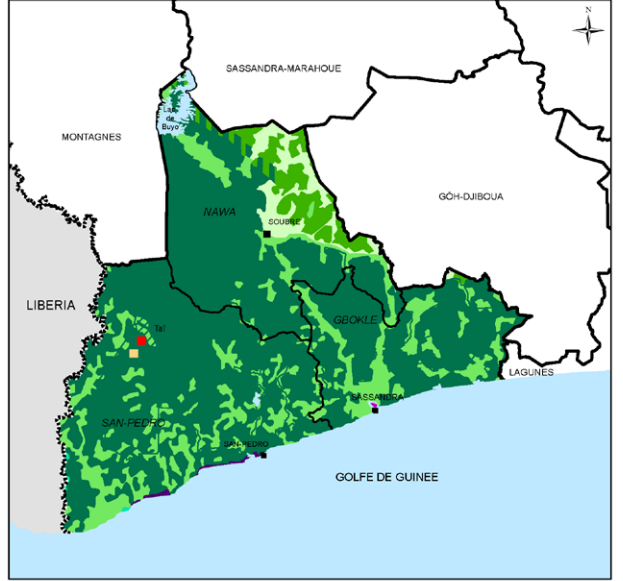 N
SASSANDRA-MARAHOUE
Lac
de
Buyo
MONTAGNES
GÔH-DJIBOUA
NAWA
SOUBRE
LIBERIA
GBOKLE
Taï
LAGUNES
SASSANDRA
SAN-PEDRO
SAN-PEDRO
GOLFE DE GUINEE